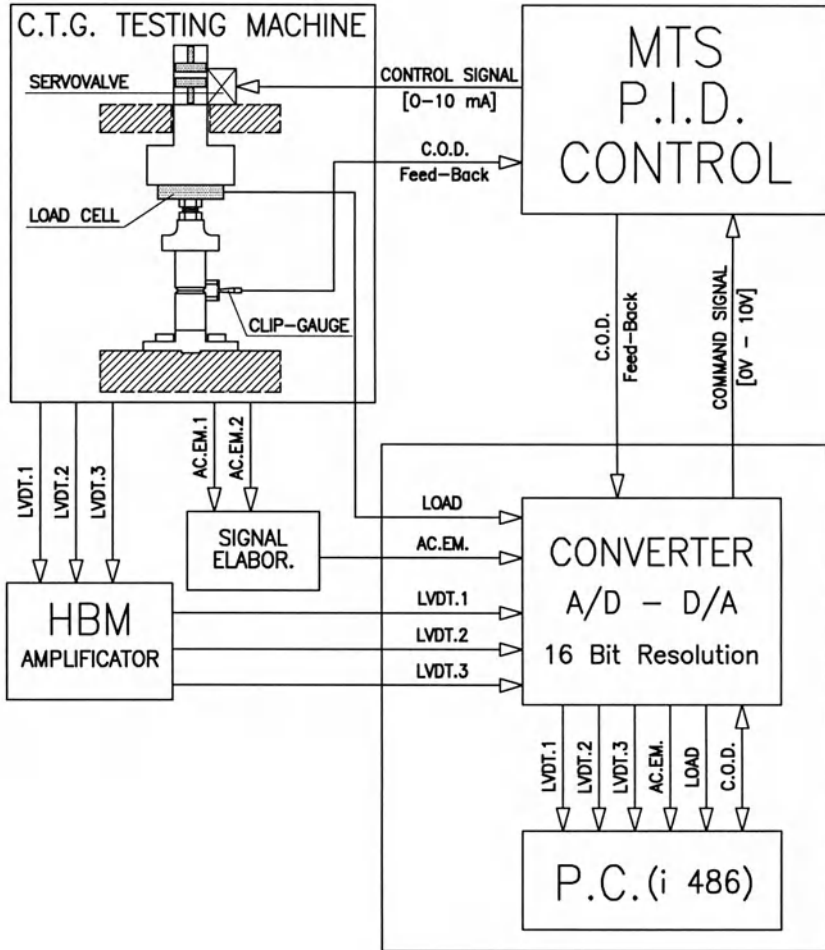 C.T.G. TESTING MACHINE
SERVOVALVE
LOAD CELL
CLIP-GAUGE
CONTROL SIGNAL
[0-10 mA]
C.O.D.
Feed-Back
MTS
P.I.D.
CONTROL
C.O.D.
Feed-Back
COMMAND SIGNAL
[0V - 10V]
LVDT.1
LVDT.2
LVDT.3
AC.EM.1
AC.EM.2
SIGNAL
ELABOR.
HBM
AMPLIFICATOR
LOAD
AC.EM.
LVDT.1
LVDT.2
LVDT.3
CONVERTER
A/D - D/A
16 Bit Resolution
LVDT.1
LVDT.2
LVDT.3
AC.EM.
LOAD
C.O.D.
P.C. (i 486)